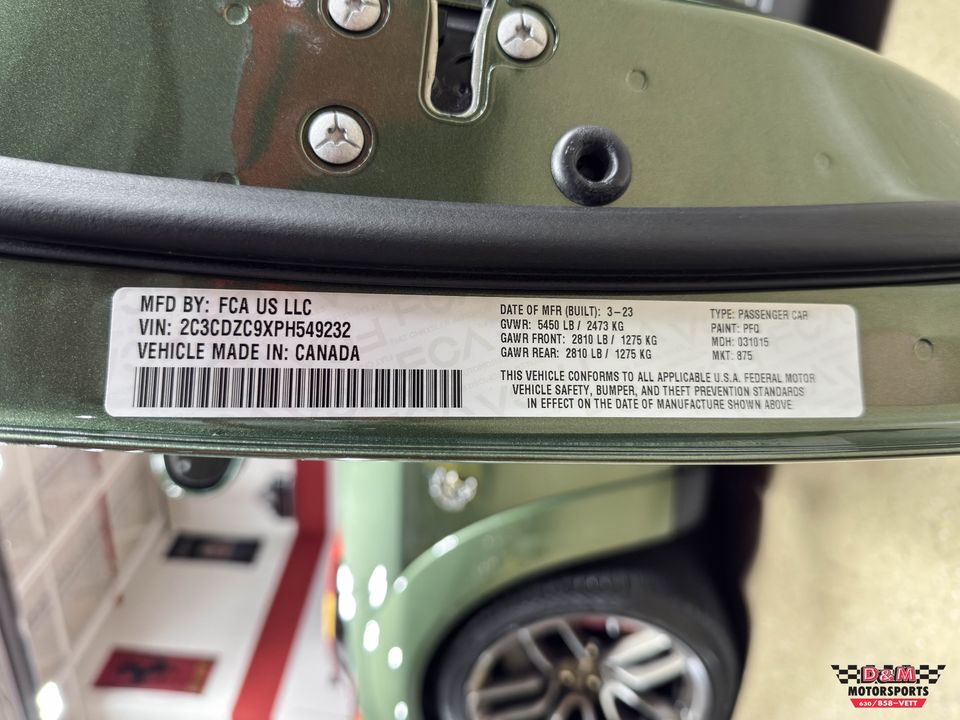 MFD BY: FCA US LLC
VIN: 2C3CDZC9XPH549232
VEHICLE MADE IN: CANADA
DATE OF MFR (BUILT): 3-23
GVWR: 5450 LB / 2473 KG
GAWR FRONT: 2810 LB / 1275 KG
GAWR REAR: 2810 LB / 1275 KG
TYPE: PASSENGER CAR
PAINT: PFQ
MDH: 031015
MKT: 875
THIS VEHICLE CONFORMS TO ALL APPLICABLE U.S.A. FEDERAL MOTOR
VEHICLE SAFETY, BUMPER, AND THEFT PREVENTION STANDARDS
IN EFFECT ON THE DATE OF MANUFACTURE SHOWN ABOVE.
D&M
MOTORSPORTS
630/858-VETT